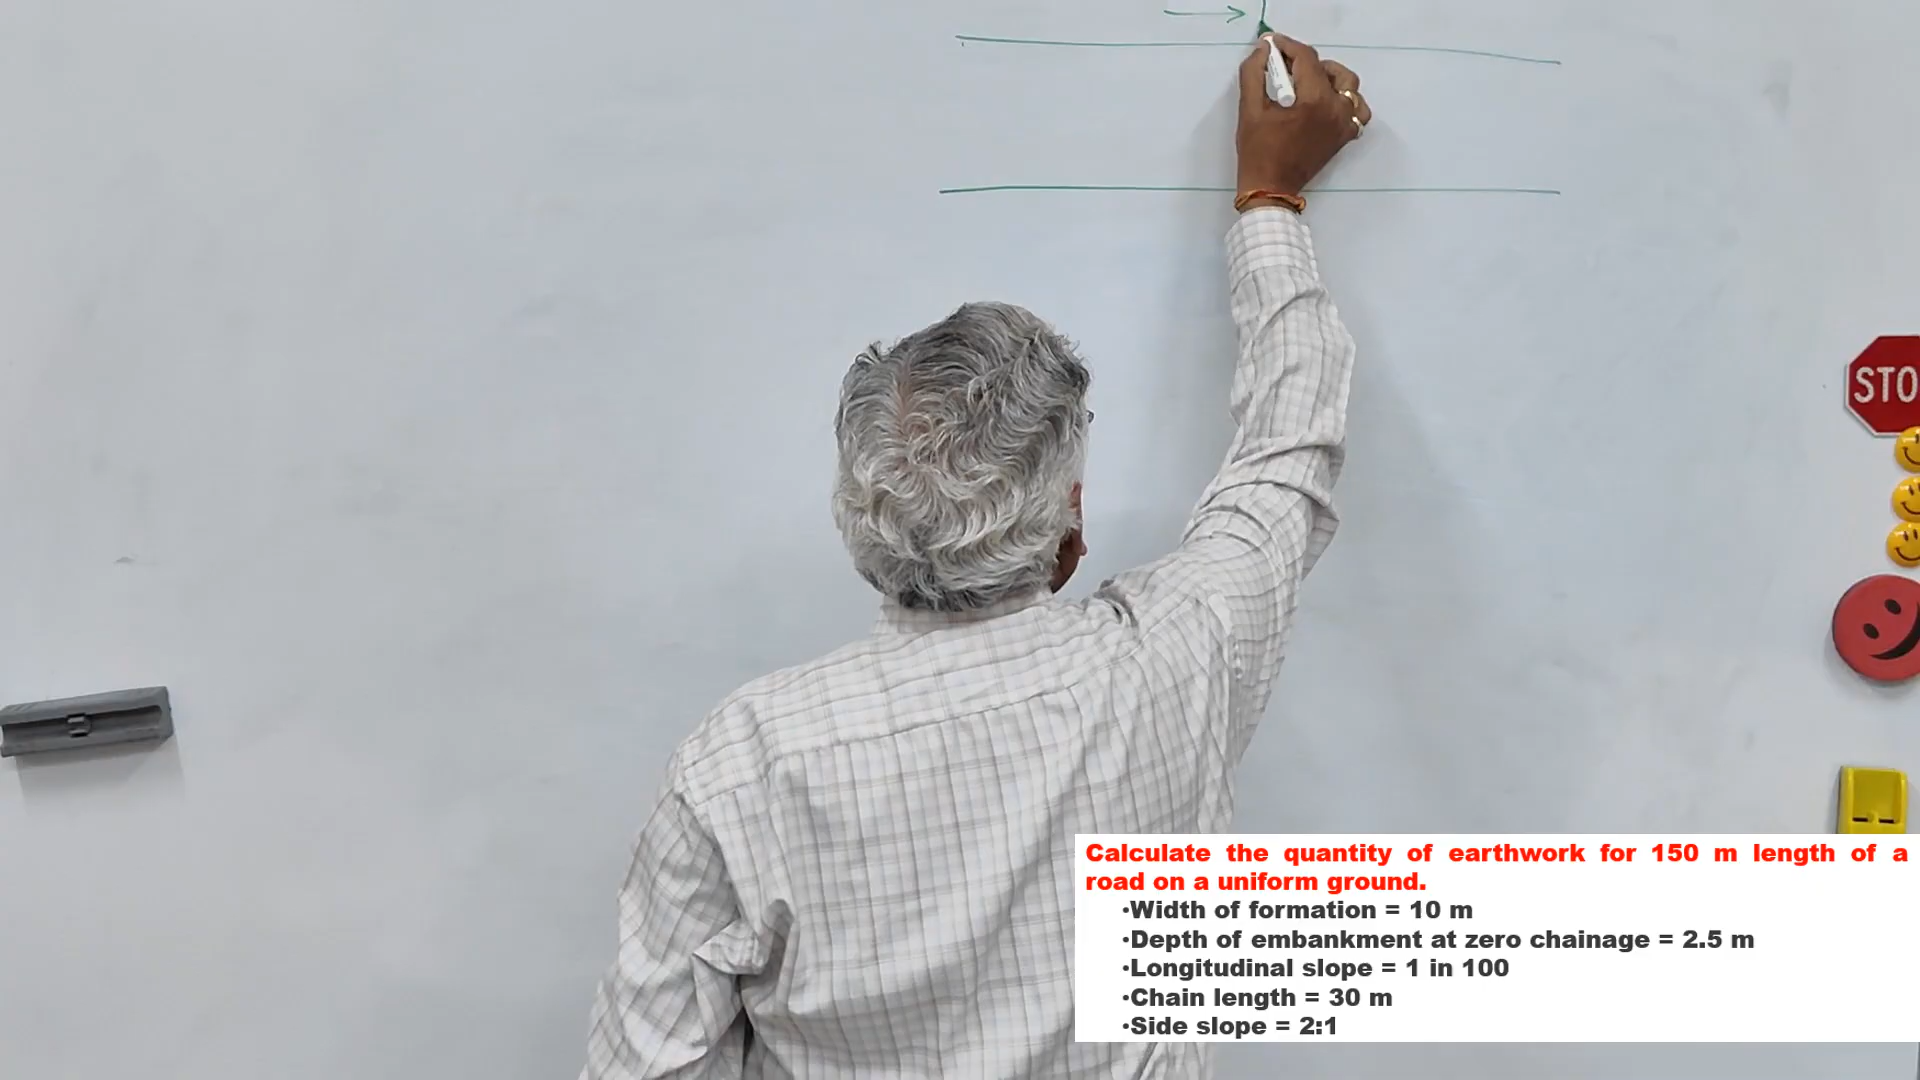 STO
Calculate the quantity of earthwork for 150 m length of a
road on a uniform ground.
•Width of formation = 10 m
•Depth of embankment at zero chainage = 2.5 m
•Longitudinal slope = 1 in 100
•Chain length = 30 m
•Side slope = 2:1